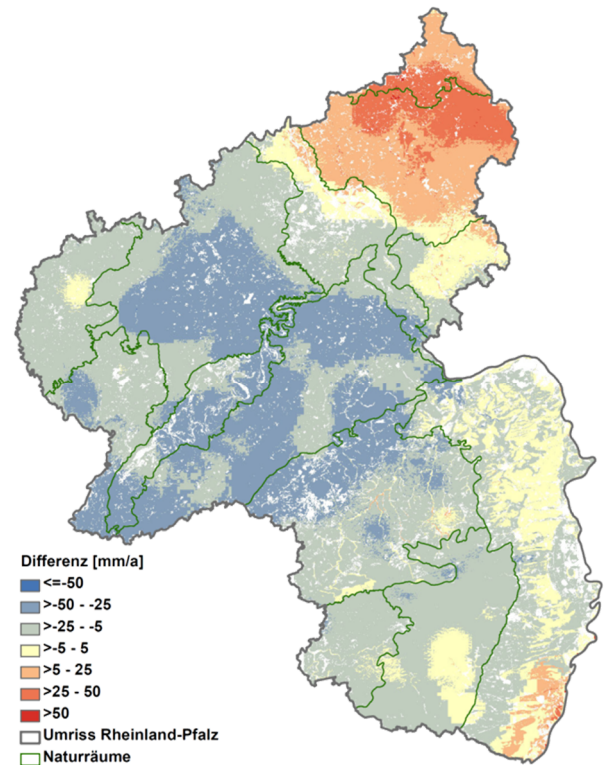 Differenz [mm/a]
<=-50
>-50 - -25
>-25 - -5
>-5 - 5
>5 - 25
>25 - 50
>50
Umriss Rheinland-Pfalz
Naturräume